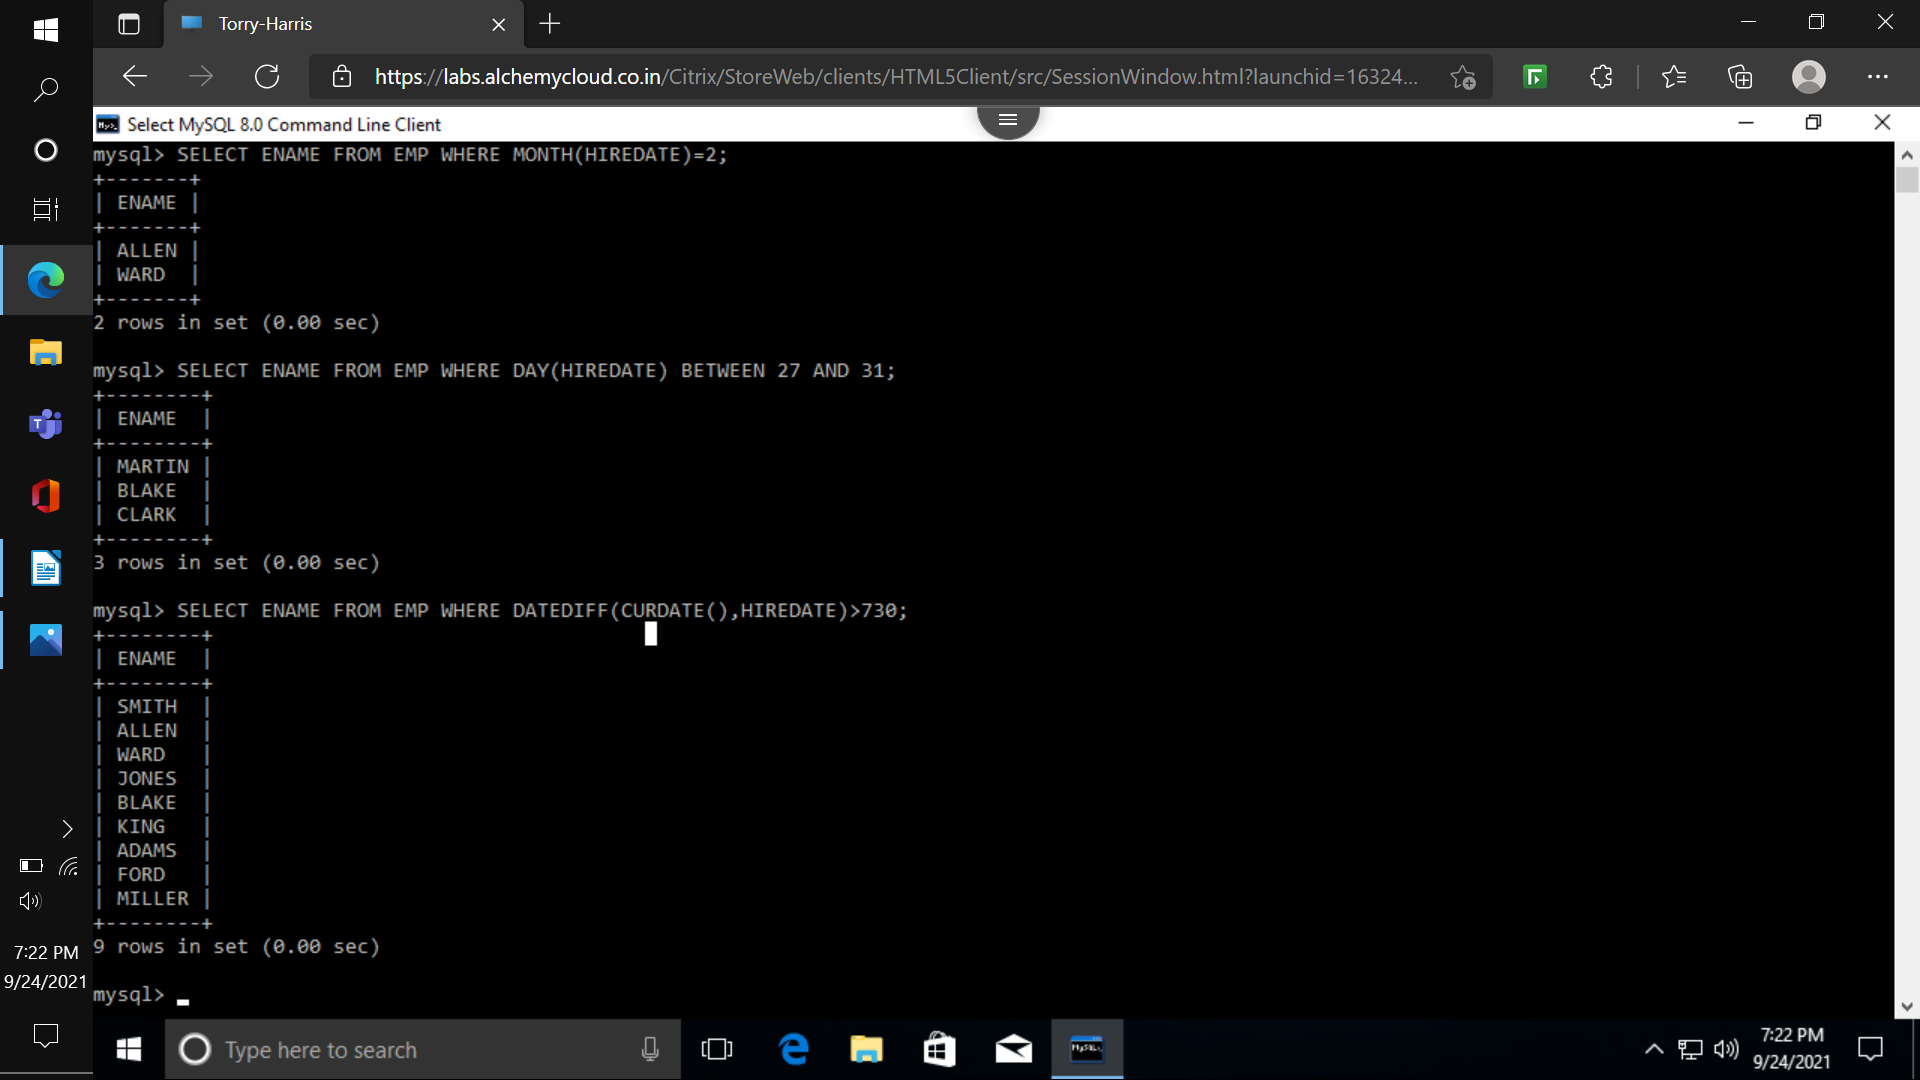 Torry-Harris
https://labs.alchemycloud.co.in/Citrix/StoreWeb/clients/HTML5Client/src/SessionWindow.html?launchid=16324...
Select MySQL 8.0 Command Line Client
mysql> SELECT ENAME FROM EMP WHERE MONTH(HIREDATE)=2;
+-------+
| ENAME |
+-------+
| ALLEN |
| WARD  |
+-------+
2 rows in set (0.00 sec)
mysql> SELECT ENAME FROM EMP WHERE DAY(HIREDATE) BETWEEN 27 AND 31;
+--------+
| ENAME  |
+--------+
| MARTIN |
| BLAKE  |
| CLARK  |
+--------+
3 rows in set (0.00 sec)
mysql> SELECT ENAME FROM EMP WHERE DATEDIFF(CURDATE(),HIREDATE)>730;
+--------+
| ENAME  |
+--------+
| SMITH  |
| ALLEN  |
| WARD   |
| JONES  |
| BLAKE  |
| KING   |
| ADAMS  |
| FORD   |
| MILLER |
+--------+
9 rows in set (0.00 sec)
mysql>
7:22 PM
9/24/2021
Type here to search
7:22 PM
9/24/2021